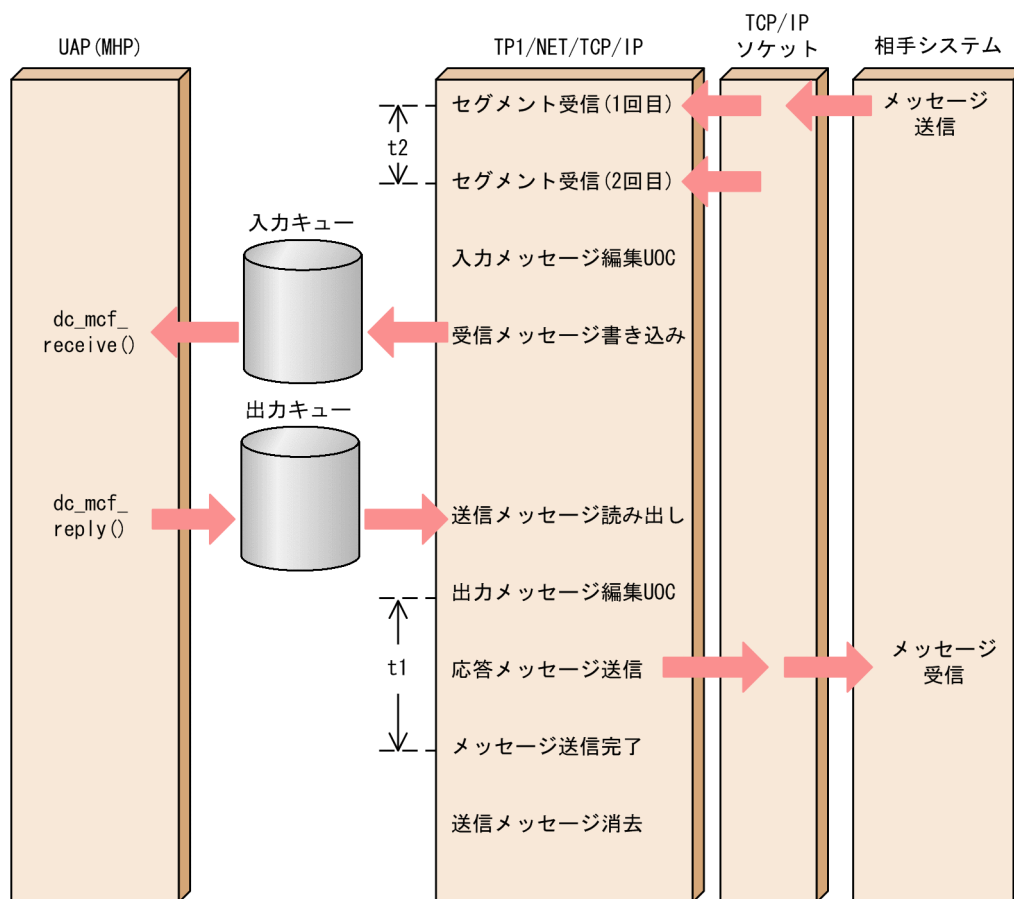 UAP(MHP)
TP1/NET/TCP/IP
TCP/IP
ソケット
相手システム
セグメント受信(1回目)
メッセージ
送信
t2
セグメント受信(2回目)
入力キュー
入力メッセージ編集UOC
dc_mcf_
receive()
受信メッセージ書き込み
出力キュー
dc_mcf_
reply()
送信メッセージ読み出し
出力メッセージ編集UOC
t1
応答メッセージ送信
メッセージ
受信
メッセージ送信完了
送信メッセージ消去